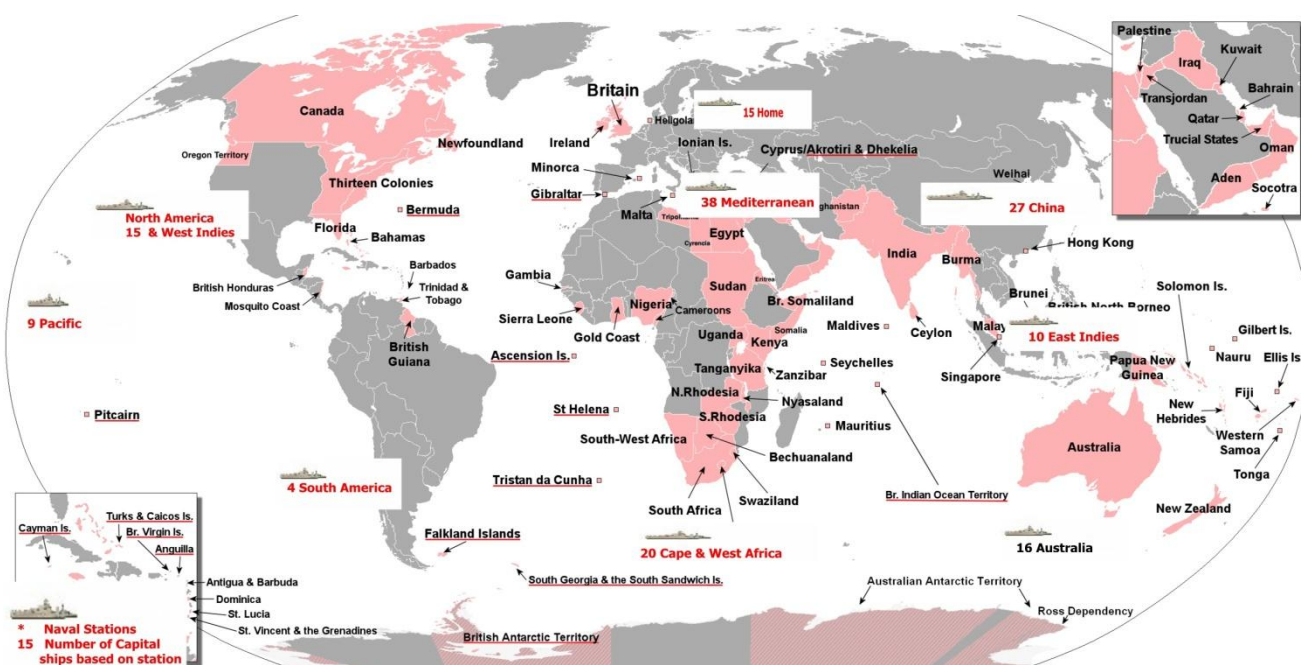 Palestine
Iraq
Kuwait
Transjordan
Bahrain
Qatar
Trucial States
Oman
Aden
Socotra
Canada
Newfoundland
Oregon Territory
Thirteen Colonies
Florida
Bermuda
Bahamas
North America
15 & West Indies
British Honduras
Mosquito Coast
Barbados
Trinidad &
Tobago
British
Guiana
9 Pacific
Pitcairn
4 South America
Falkland Islands
South Georgia & the South Sandwich Is.
British Antarctic Territory
Britain
15 Home
Ireland
Ionian Is.
Cyprus/Akrotiri & Dhekelia
Minorca
Gibraltar
Malta
38 Mediterranean
Egypt
Sudan
Eritrea
Br. Somaliland
Somalia
Gambia
Sierra Leone
Gold Coast
Nigeria
Cameroons
Uganda
Kenya
Tanganyika
Zanzibar
N.Rhodesia
Nyasaland
S.Rhodesia
South-West Africa
Bechuanaland
South Africa
Swaziland
20 Cape & West Africa
Ascension Is.
St Helena
Tristan da Cunha
Maldives
Seychelles
Mauritius
Br. Indian Ocean Territory
India
Ceylon
Burma
Weihai
27 China
Hong Kong
Brunei
British North Borneo
10 East Indies
Singapore
Papua New
Guinea
Solomon Is.
Gilbert Is.
Nauru
Ellis Is
Fiji
New
Hebrides
Western
Samoa
Tonga
Australia
New Zealand
16 Australia
Australian Antarctic Territory
Ross Dependency
Cayman Is.
Turks & Caicos Is.
Br. Virgin Is.
Anguilla
Antigua & Barbuda
Dominica
St. Lucia
St. Vincent & the Grenadines
* Naval Stations
15 Number of Capital
ships based on station